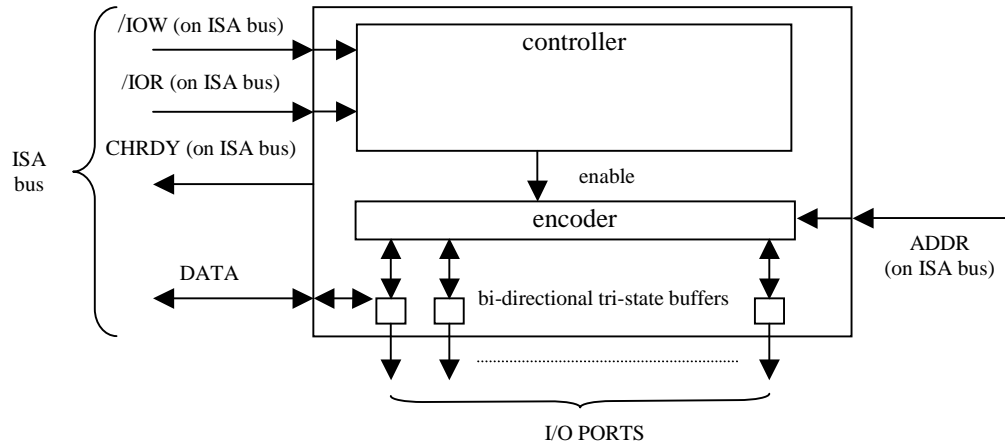 /IOW (on ISA bus)
controller
/IOR (on ISA bus)
CHRDY (on ISA bus)
ISA
bus
enable
encoder
ADDR
(on ISA bus)
DATA
bi-directional tri-state buffers
I/O PORTS